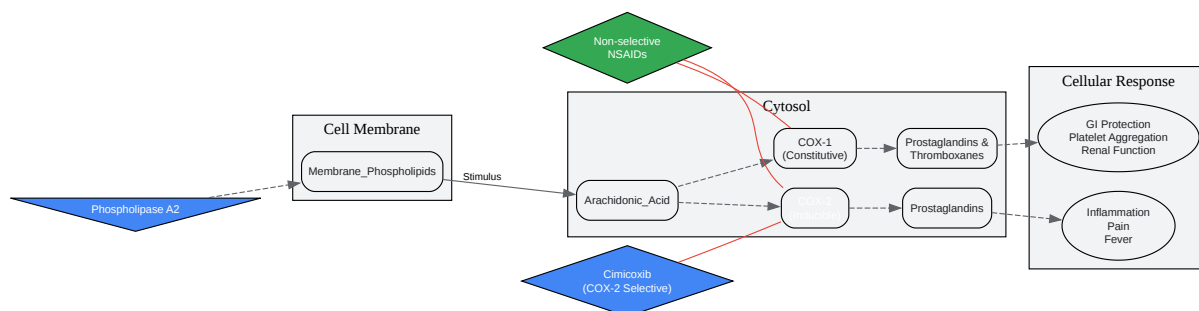 Non-selective
NSAIDs
Cellular Response
Cytosol
GI Protection
Platelet Aggregation
Renal Function
Cell Membrane
COX-1
(Constitutive)
Prostaglandins &
Thromboxanes
Membrane_Phospholipids
Stimulus
Arachidonic_Acid
Phospholipase A2
COX-2
(Inducible)
Prostaglandins
Inflammation
Pain
Fever
Cimicoxib
(COX-2 Selective)